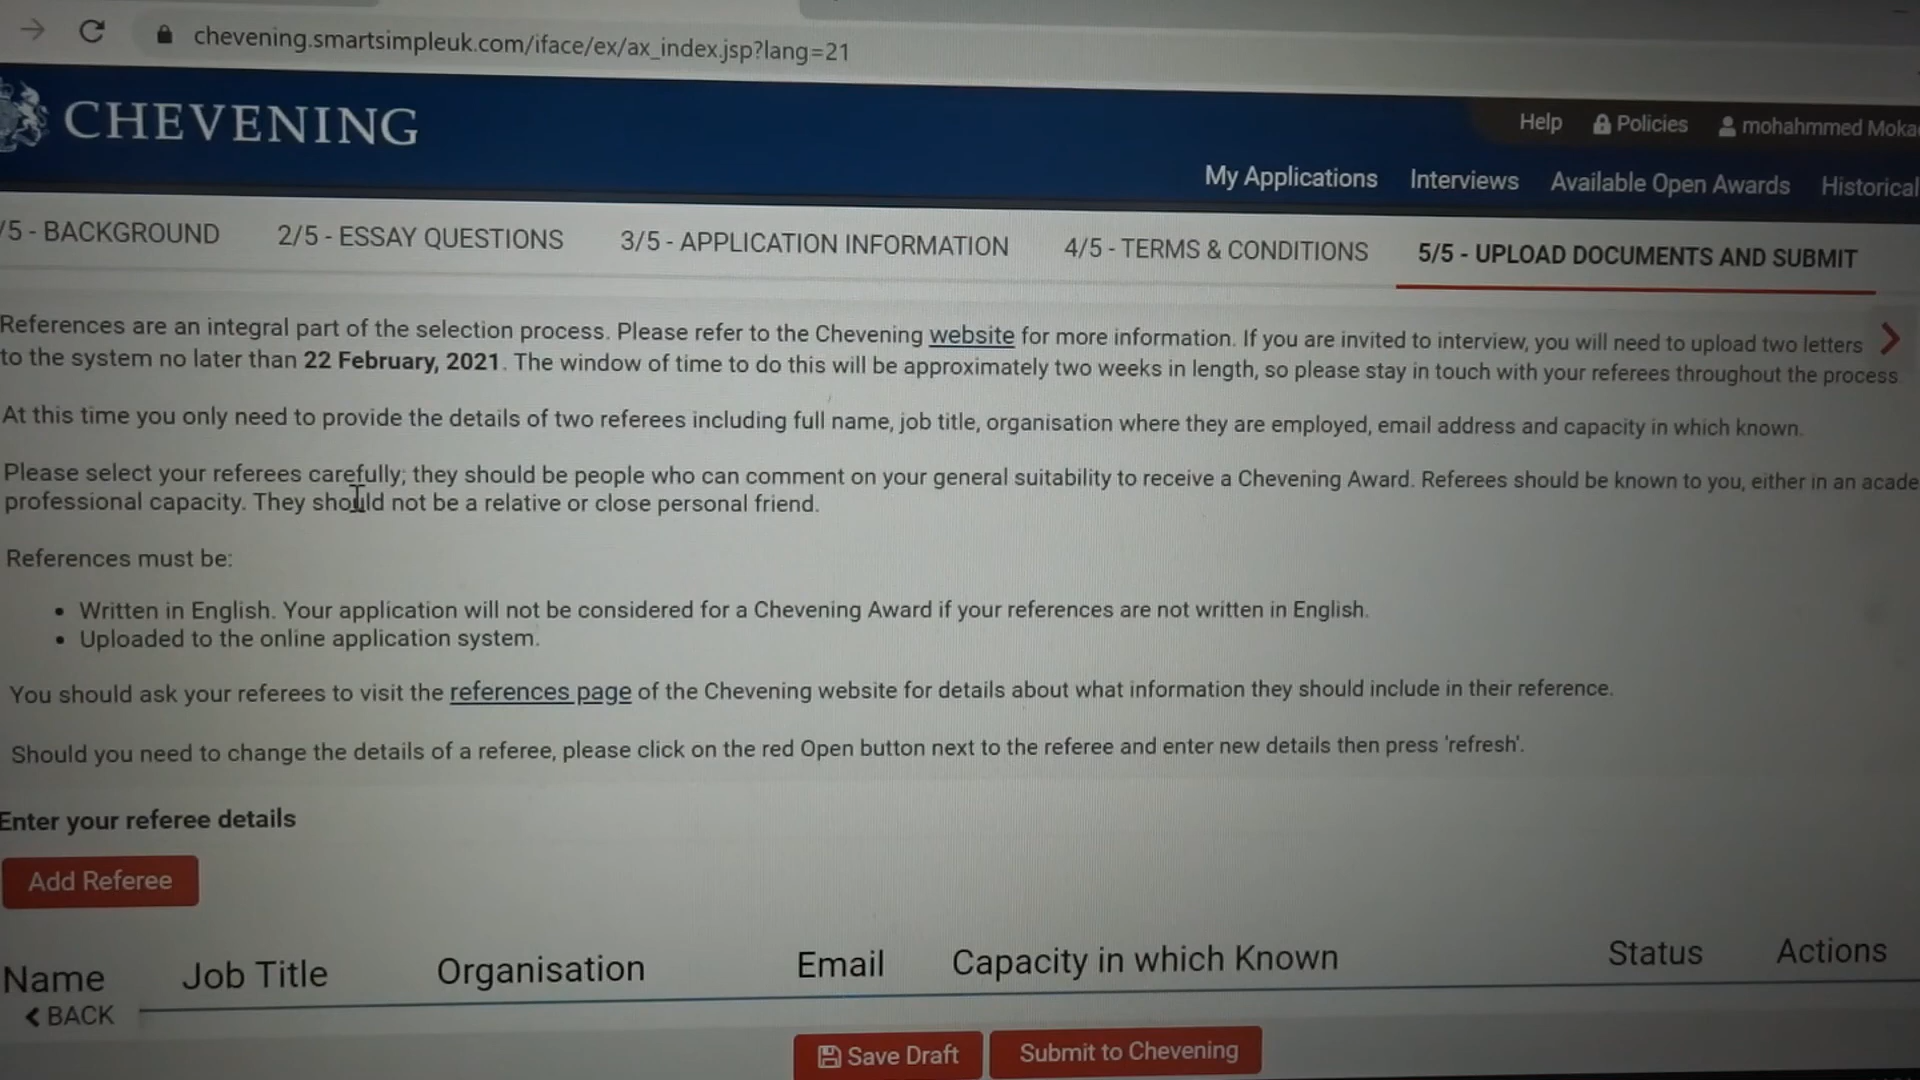 chevening.smartsimpleuk.com/iface/ex/ax_index.jsp?lang=21
CHEVENING
Help Policies mohahmmed Moka
My Applications Interviews Available Open Awards Historical
/5 - BACKGROUND 2/5 - ESSAY QUESTIONS 3/5 - APPLICATION INFORMATION 4/5 - TERMS & CONDITIONS 5/5 - UPLOAD DOCUMENTS AND SUBMIT
References are an integral part of the selection process. Please refer to the Chevening website for more information. If you are invited to interview, you will need to upload two letters
to the system no later than 22 February, 2021. The window of time to do this will be approximately two weeks in length, so please stay in touch with your referees throughout the process
At this time you only need to provide the details of two referees including full name, job title, organisation where they are employed, email address and capacity in which known.
Please select your referees carefully; they should be people who can comment on your general suitability to receive a Chevening Award. Referees should be known to you, either in an acade
professional capacity. They should not be a relative or close personal friend.
References must be:
• Written in English. Your application will not be considered for a Chevening Award if your references are not written in English.
• Uploaded to the online application system.
You should ask your referees to visit the references page of the Chevening website for details about what information they should include in their reference.
Should you need to change the details of a referee, please click on the red Open button next to the referee and enter new details then press 'refresh'.
Enter your referee details
Add Referee
Name Job Title Organisation Email Capacity in which Known Status Actions
BACK
Save Draft Submit to Chevening